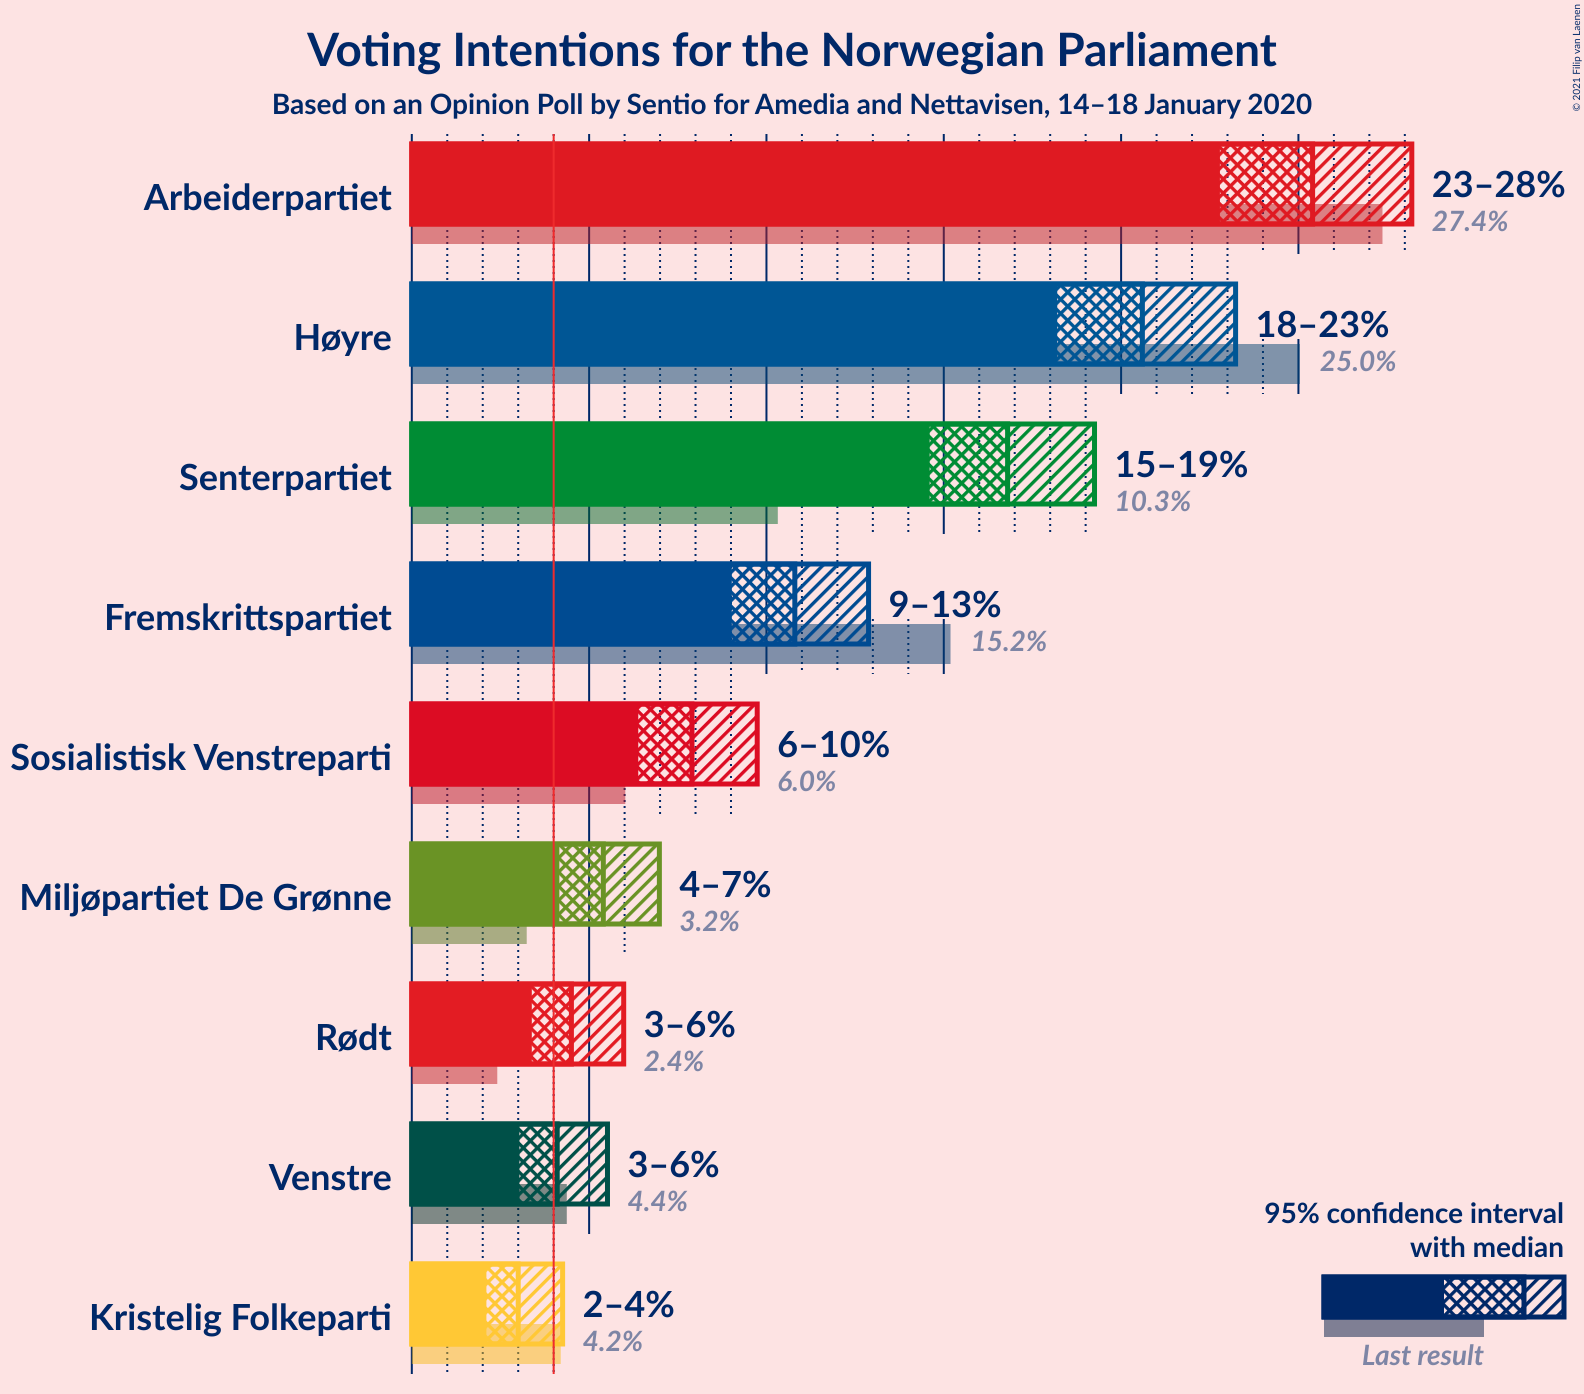 Voting Intentions for the Norwegian Parliament
Based on an Opinion Poll by Sentio for Amedia and Nettavisen, 14–18 January 2020
© 2021 Filip van Laenen
Arbeiderpartiet
23–28%
27.4%
Høyre
18–23%
25.0%
Senterpartiet
15–19%
10.3%
Fremskrittspartiet
9–13%
15.2%
Sosialistisk Venstreparti
6–10%
6.0%
Miljøpartiet De Grønne
4–7%
3.2%
Rødt
3–6%
2.4%
Venstre
3–6%
4.4%
Kristelig Folkeparti
2–4%
4.2%
95% confidence interval
with median
Last result